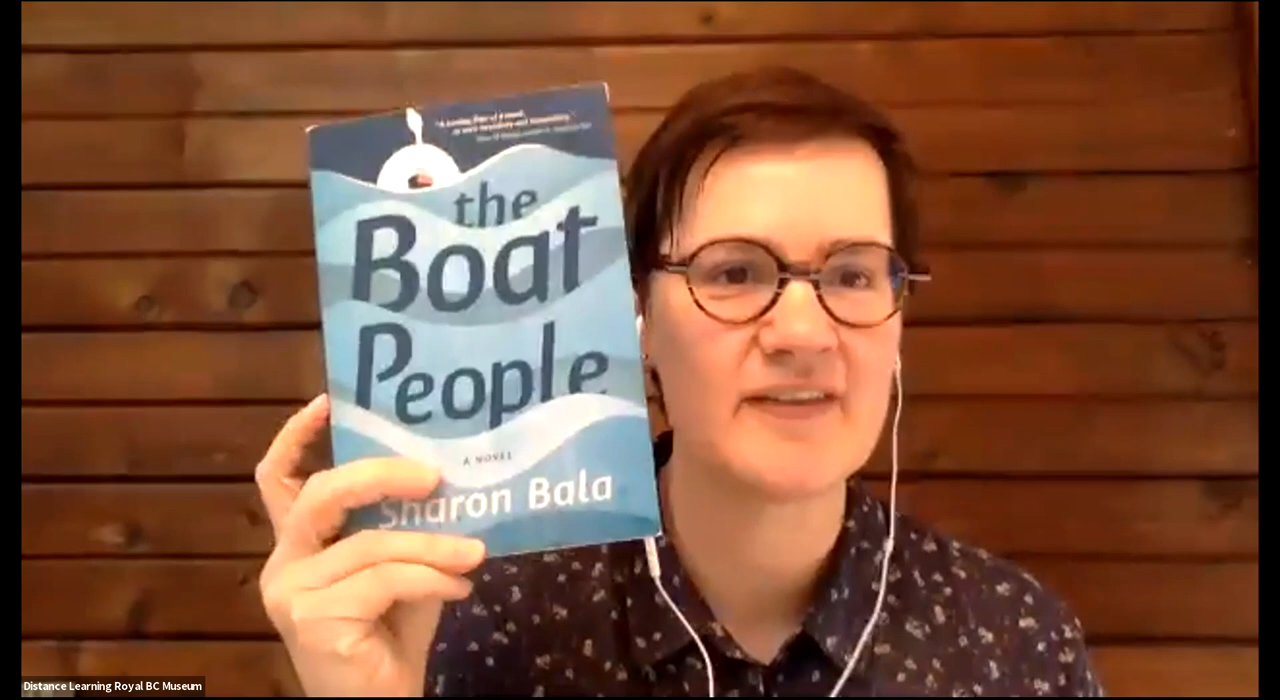 the
Boat
People
A NOVEL
Sharon Bala
Distance Learning Royal BC Museum